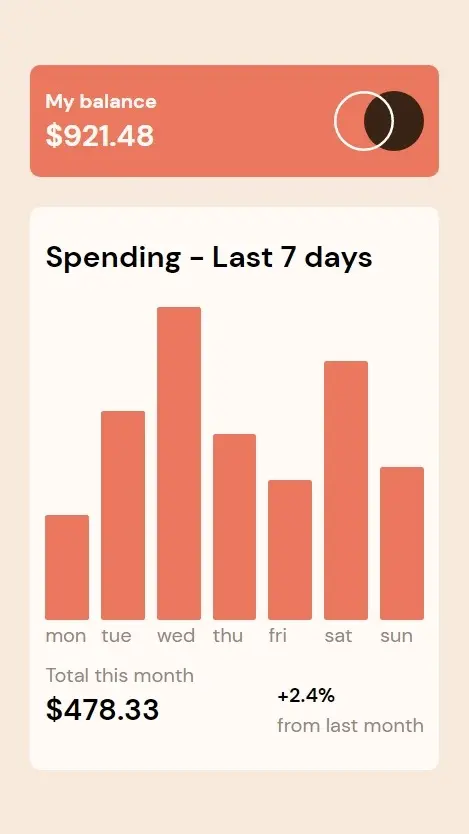 My balance
$921.48
Spending - Last 7 days
mon tue wed thu fri sat sun
Total this month
$478.33
+2.4%
from last month